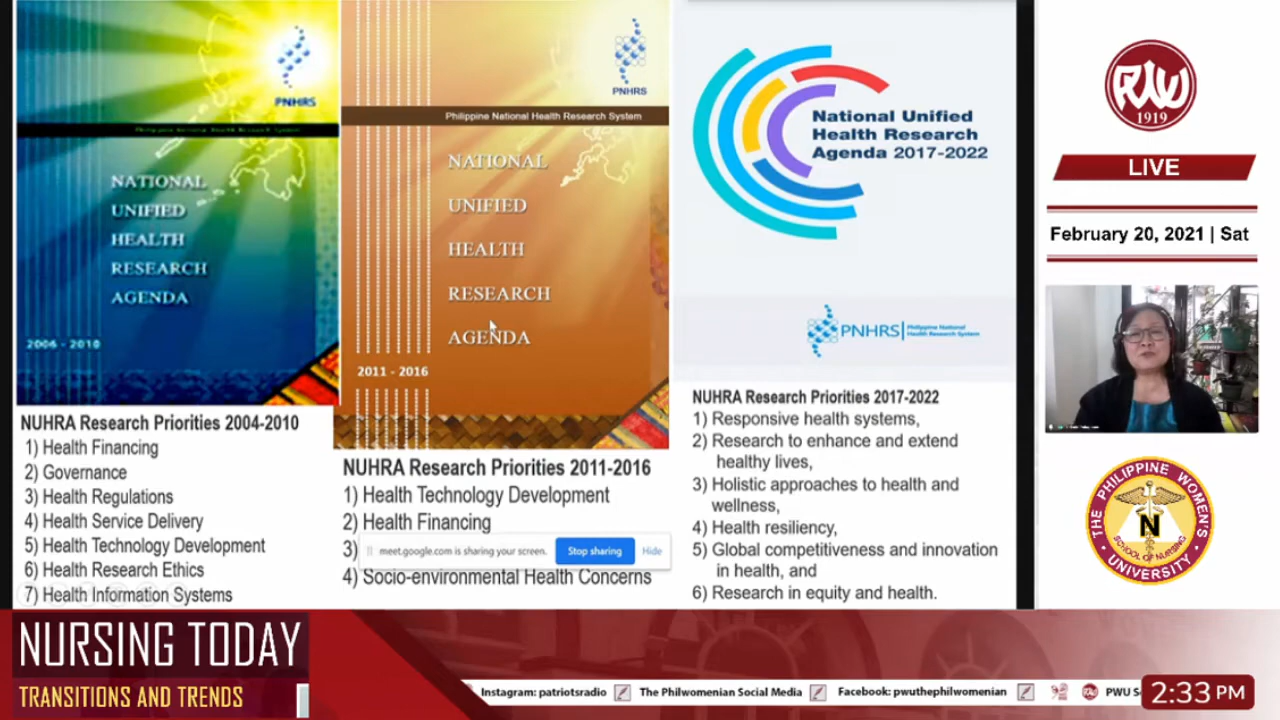 PNHRS
Philippine National Health Research System
NATIONAL
UNIFIED
HEALTH
RESEARCH
AGENDA
2006 - 2010
NUHRA Research Priorities 2004-2010
1) Health Financing
2) Governance
3) Health Regulations
4) Health Service Delivery
5) Health Technology Development
6) Health Research Ethics
7) Health Information Systems
PNHRS
Philippine National Health Research System
NATIONAL
UNIFIED
HEALTH
RESEARCH
AGENDA
2011 - 2016
NUHRA Research Priorities 2011-2016
1) Health Technology Development
2) Health Financing
3)
meet.google.com is sharing your screen.
Stop sharing
Hide
4) Socio-environmental Health Concerns
National Unified
Health Research
Agenda 2017-2022
PNHRS
Philippine National
Health Research System
NUHRA Research Priorities 2017-2022
1) Responsive health systems,
2) Research to enhance and extend
healthy lives,
3) Holistic approaches to health and
wellness,
4) Health resiliency,
5) Global competitiveness and innovation
in health, and
6) Research in equity and health.
PWU
1919
LIVE
February 20, 2021 | Sat
THE PHILIPPINE WOMEN'S
N
SCHOOL OF NURSING
UNIVERSITY
NURSING TODAY
TRANSITIONS AND TRENDS
Instagram: patriotsradio
The Philwomenian Social Media
Facebook: pwuthephilwomenian
PWU S
2:33 PM